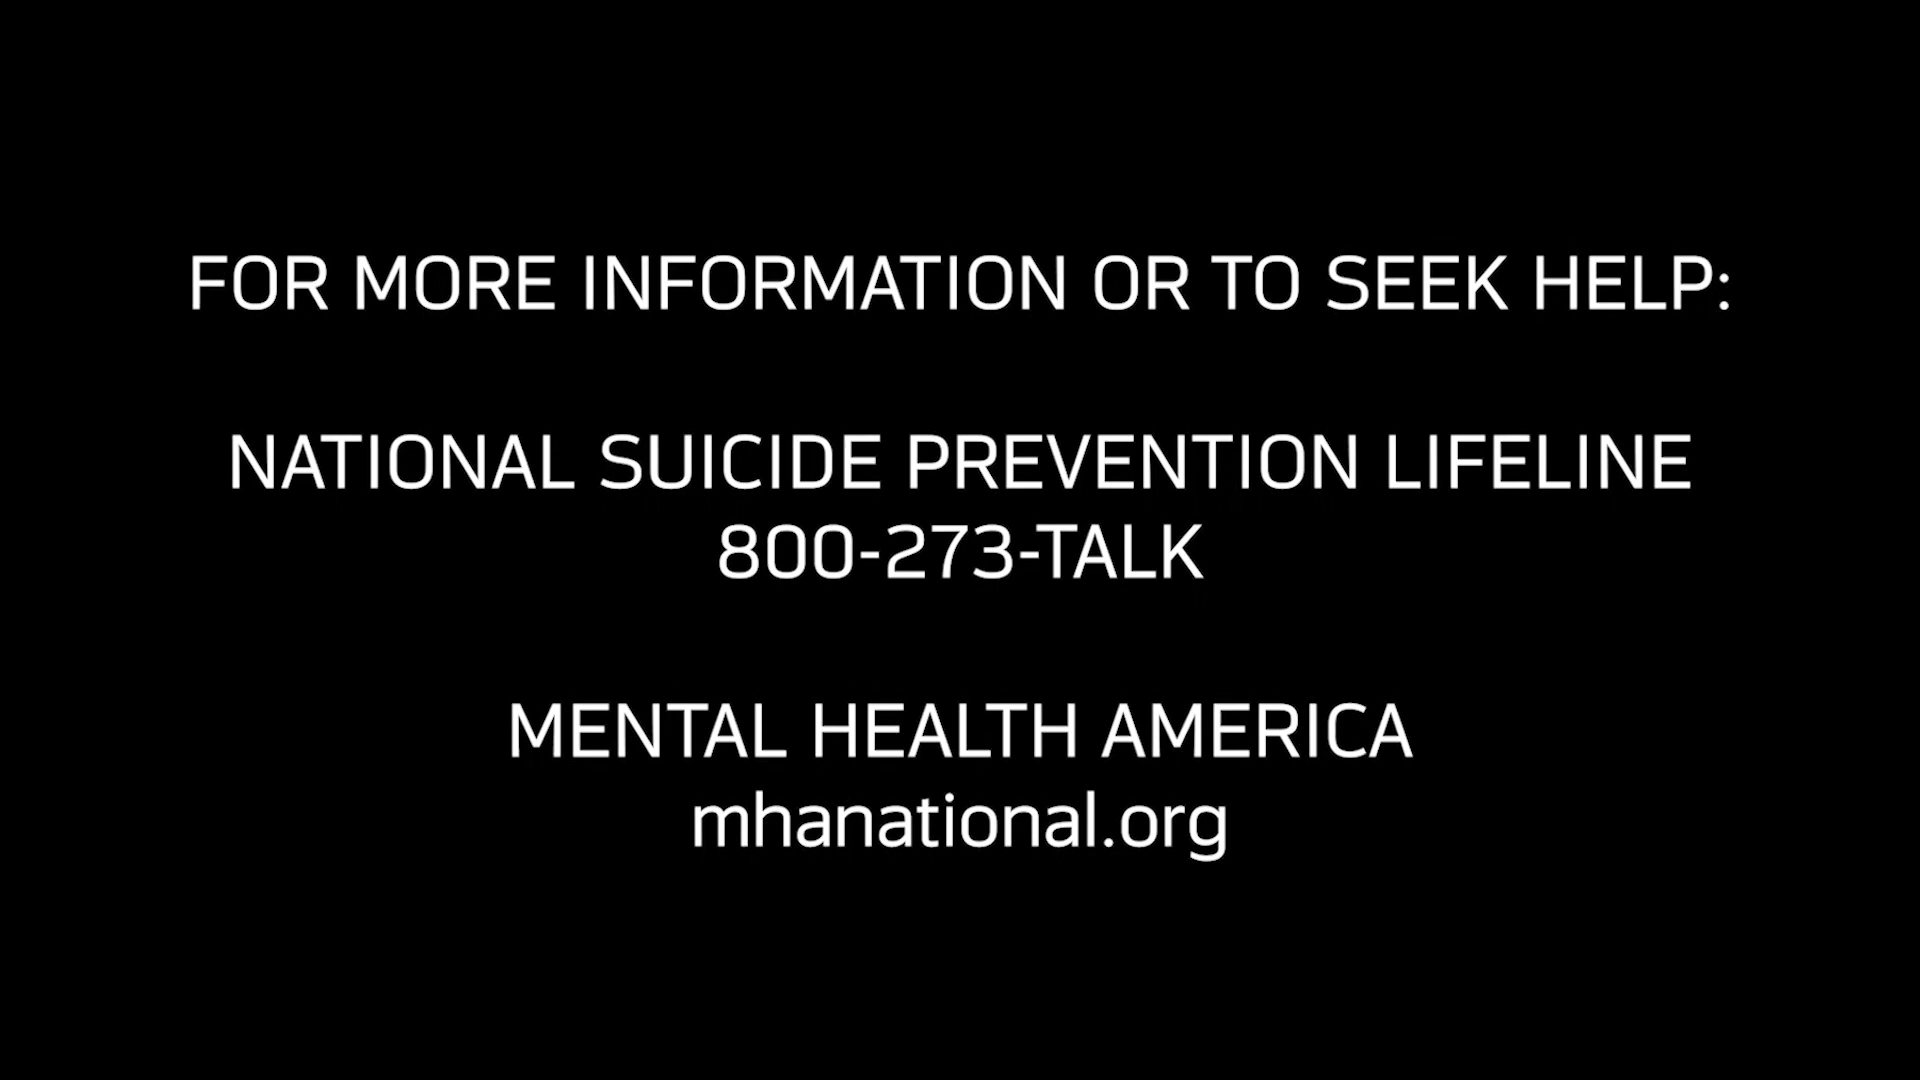 FOR MORE INFORMATION OR TO SEEK HELP:
NATIONAL SUICIDE PREVENTION LIFELINE
800-273-TALK
MENTAL HEALTH AMERICA
mhanational.org